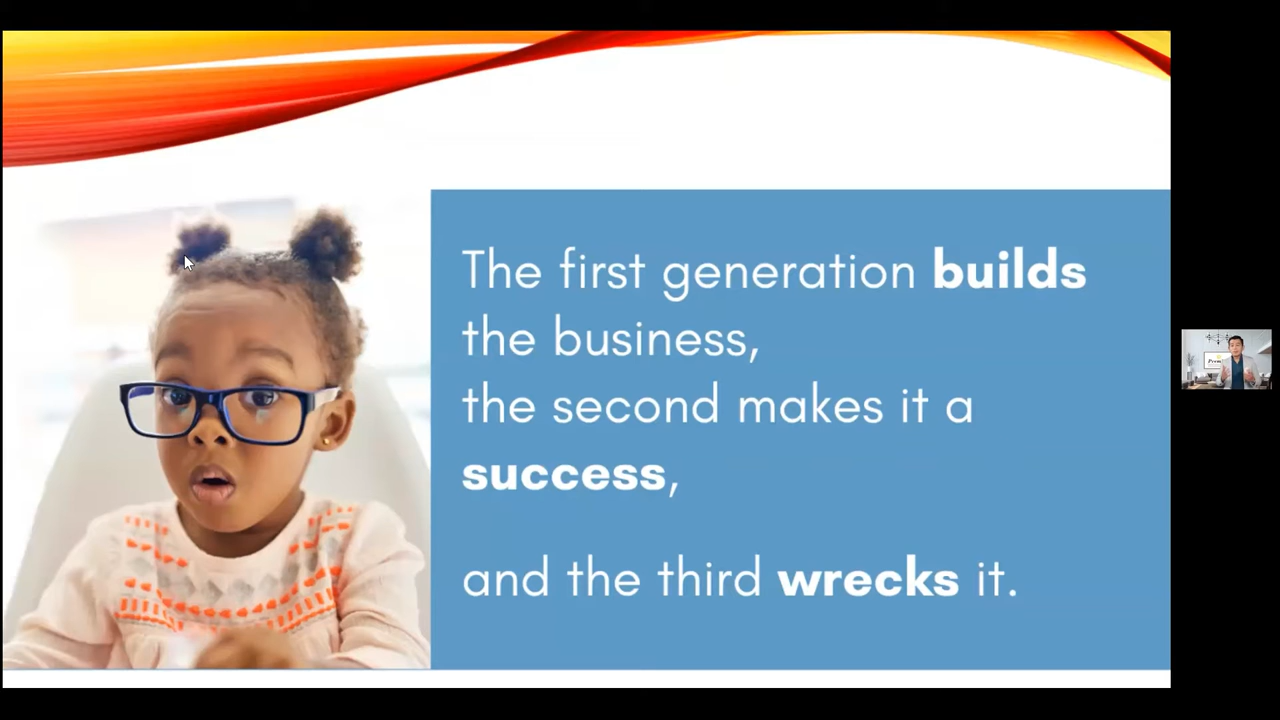 The first generation builds
the business,
the second makes it a
success,
and the third wrecks it.